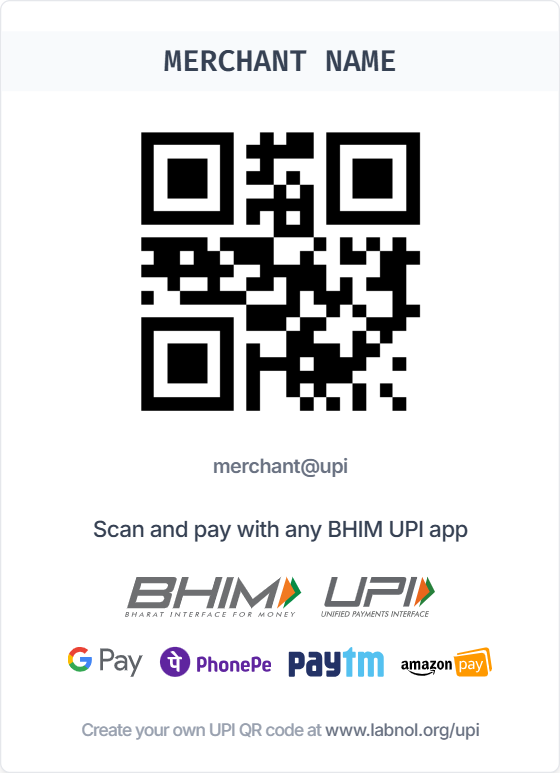 MERCHANT NAME
merchant@upi
Scan and pay with any BHIM UPI app
BHIM UPI
BHARAT INTERFACE FOR MONEY UNIFIED PAYMENTS INTERFACE
G Pay पे PhonePe paytm amazon pay
Create your own UPI QR code at www.labnol.org/upi